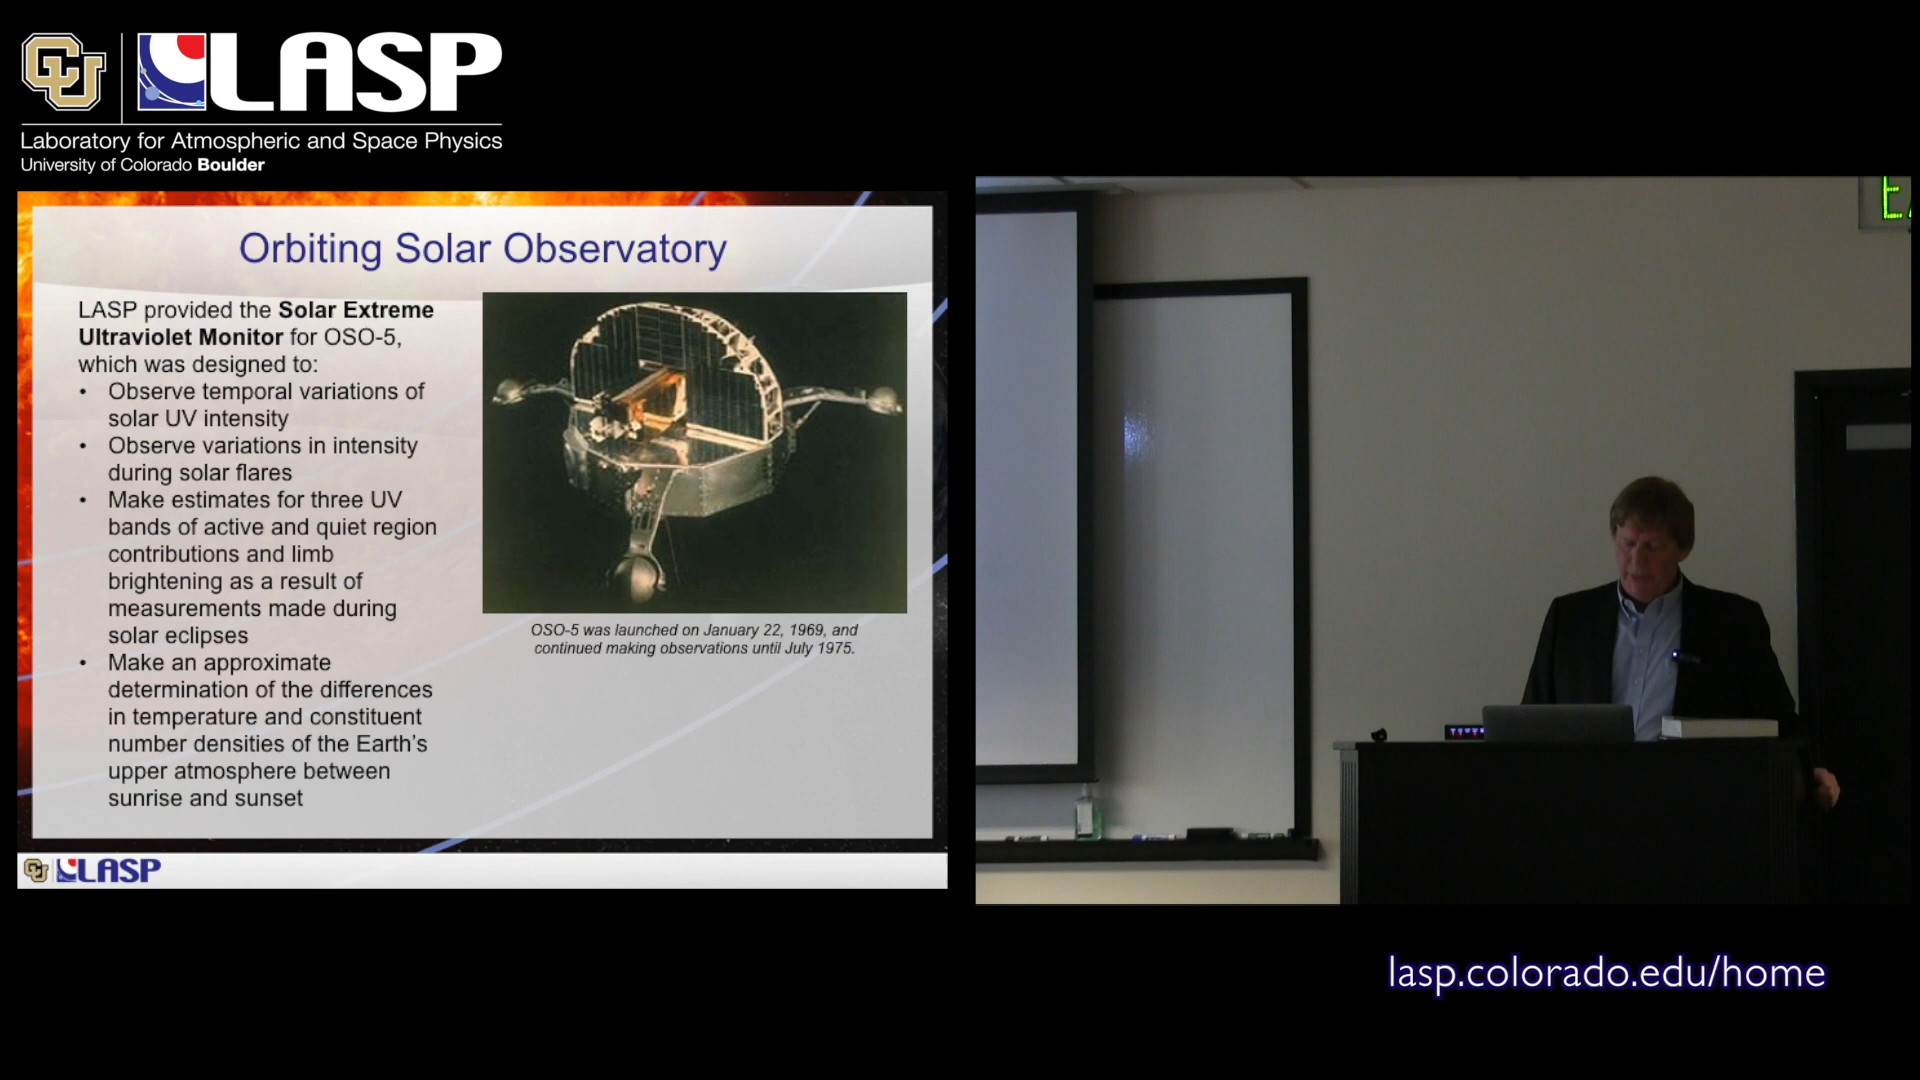 CU
LASP
Laboratory for Atmospheric and Space Physics
University of Colorado Boulder
Orbiting Solar Observatory
LASP provided the Solar Extreme
Ultraviolet Monitor for OSO-5,
which was designed to:
• Observe temporal variations of
solar UV intensity
• Observe variations in intensity
during solar flares
• Make estimates for three UV
bands of active and quiet region
contributions and limb
brightening as a result of
measurements made during
solar eclipses
• Make an approximate
determination of the differences
in temperature and constituent
number densities of the Earth's
upper atmosphere between
sunrise and sunset
OSO-5 was launched on January 22, 1969, and
continued making observations until July 1975.
CU LASP
lasp.colorado.edu/home